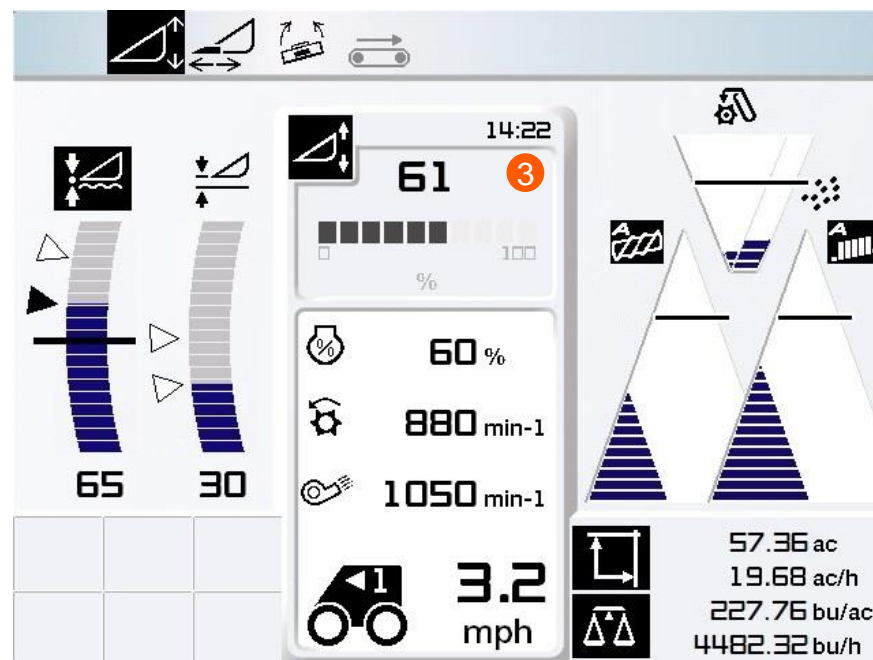 14:22
61
3
0
100
%
%
60 %
880 min-1
1050 min-1
65
30
1
3.2
mph
A
A
57.36 ac
19.68 ac/h
227.76 bu/ac
4482.32 bu/h